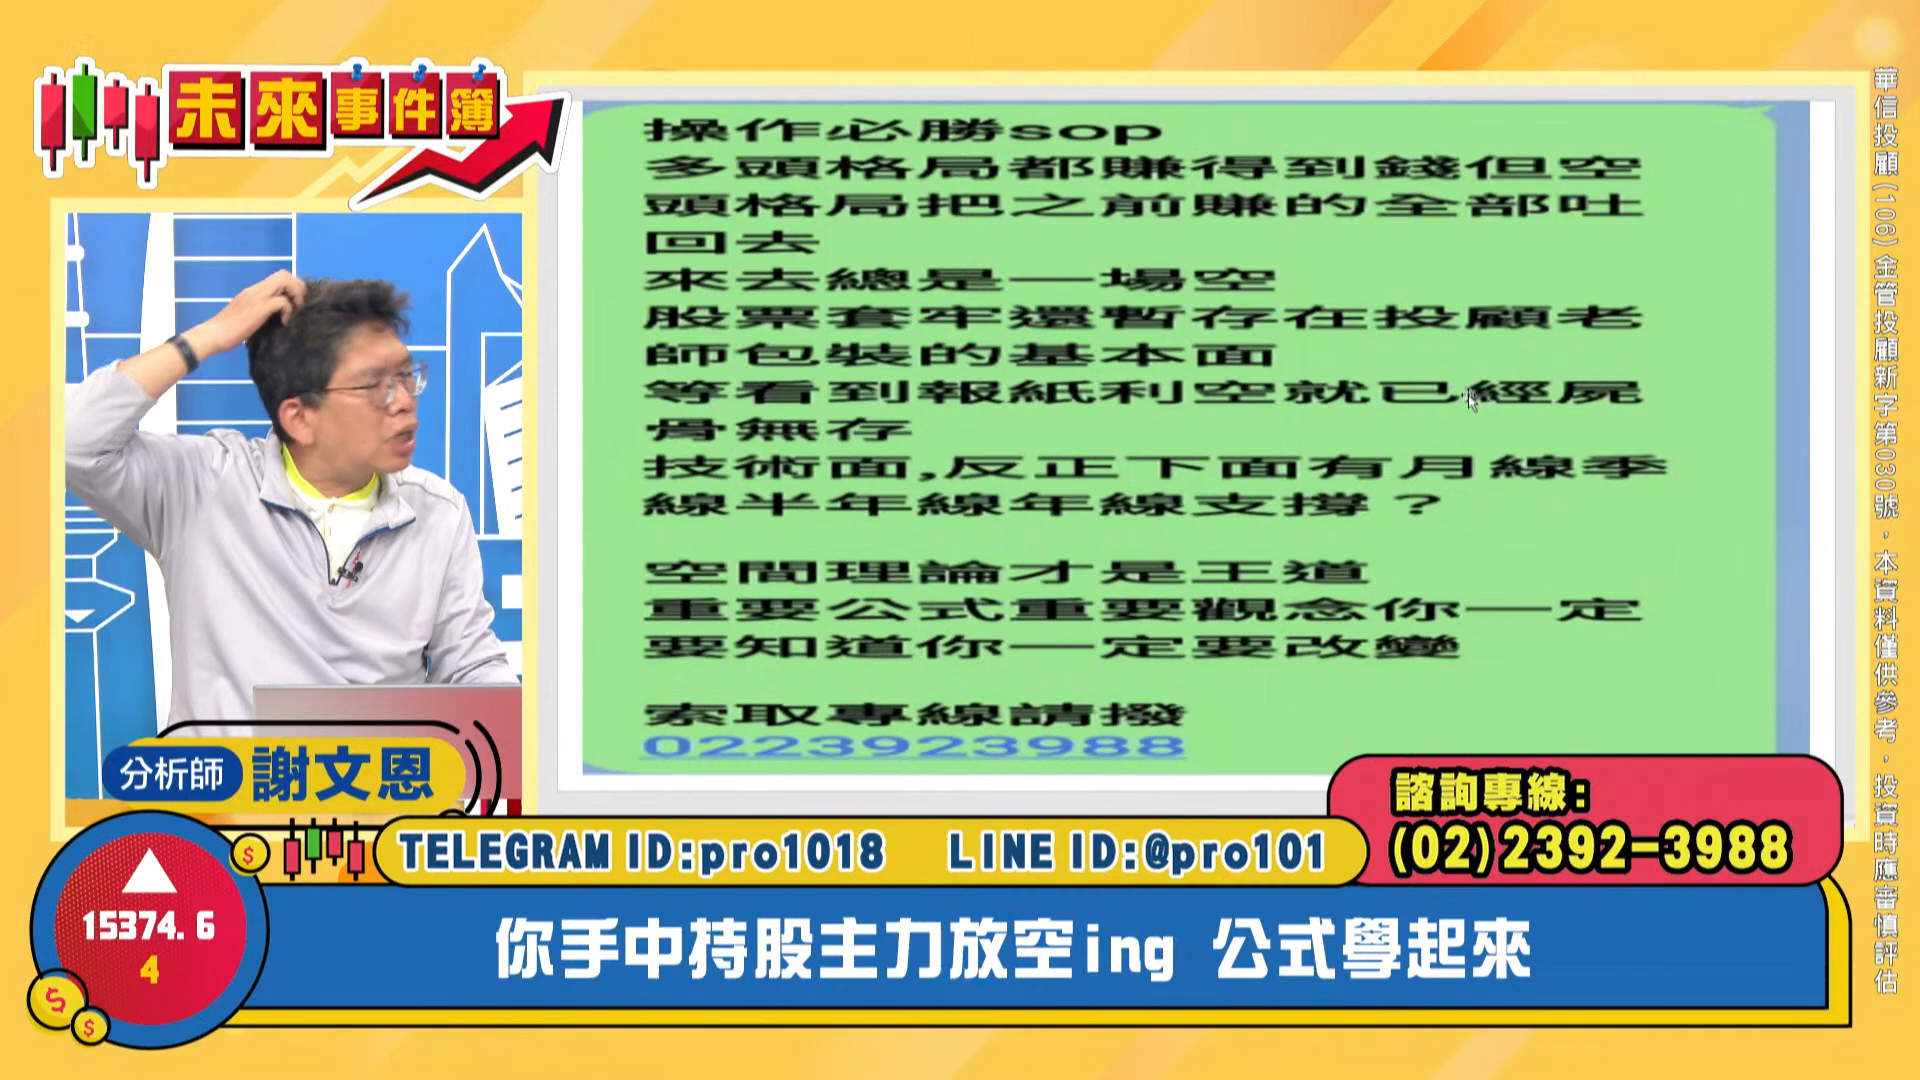 未來事件簿
操作必勝sop
多頭格局都賺得到錢但空
頭格局把之前賺的全部吐
回去
來去總是一場空
股票套牢還暫存在投顧老
師包裝的基本面
等看到報紙利空就已經屍
骨無存
技術面,反正下面有月線季
線半年線年線支撐？
空間理論才是王道
重要公式重要觀念你一定
要知道你一定要改變
索取專線請撥
0223923988
分析師 謝文恩
諮詢專線:
(02)2392-3988
TELEGRAM ID:pro1018 LINE ID:@pro101
15374.6
4
你手中持股主力放空ing 公式學起來
華信投顧(106)金管投顧新字第030號，本資料僅供參考，投資時應審慎評估